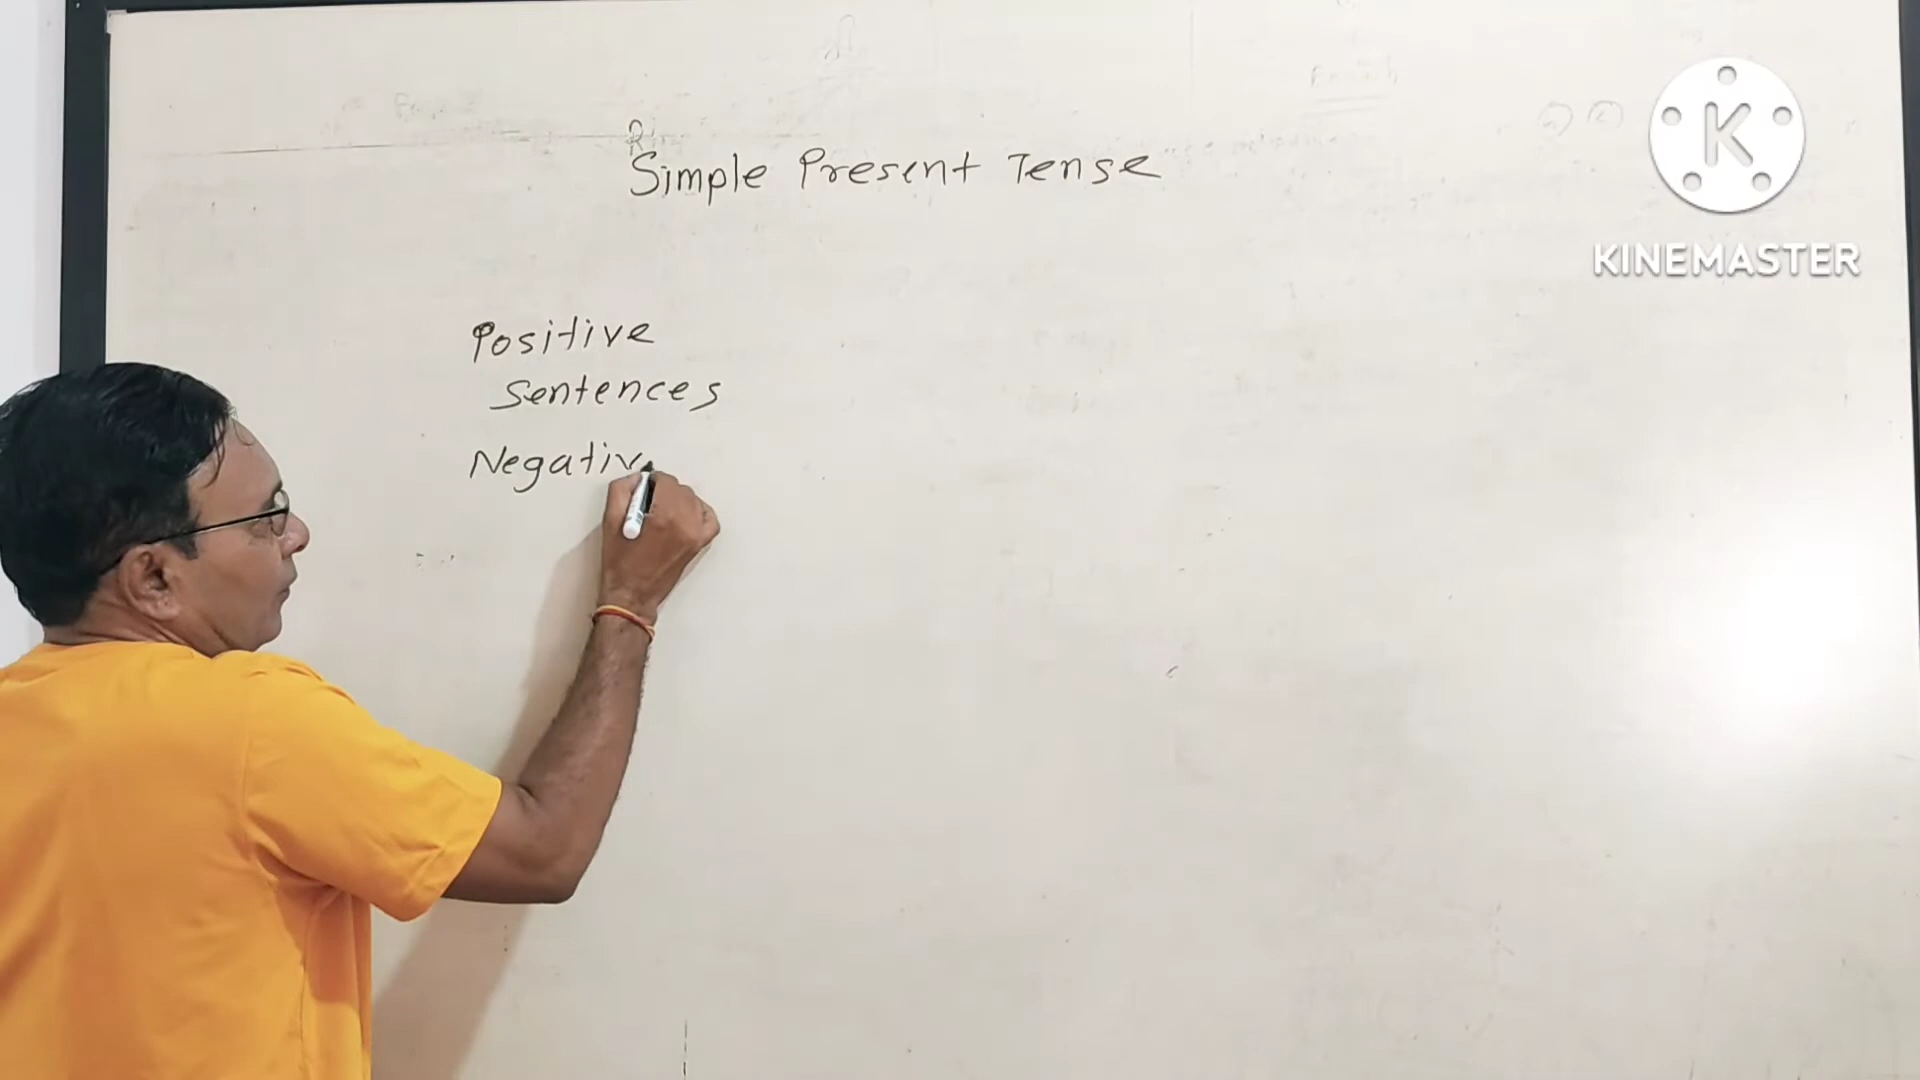 Simple Present Tense
Positive
Sentences
Negativ
K
KINEMASTER